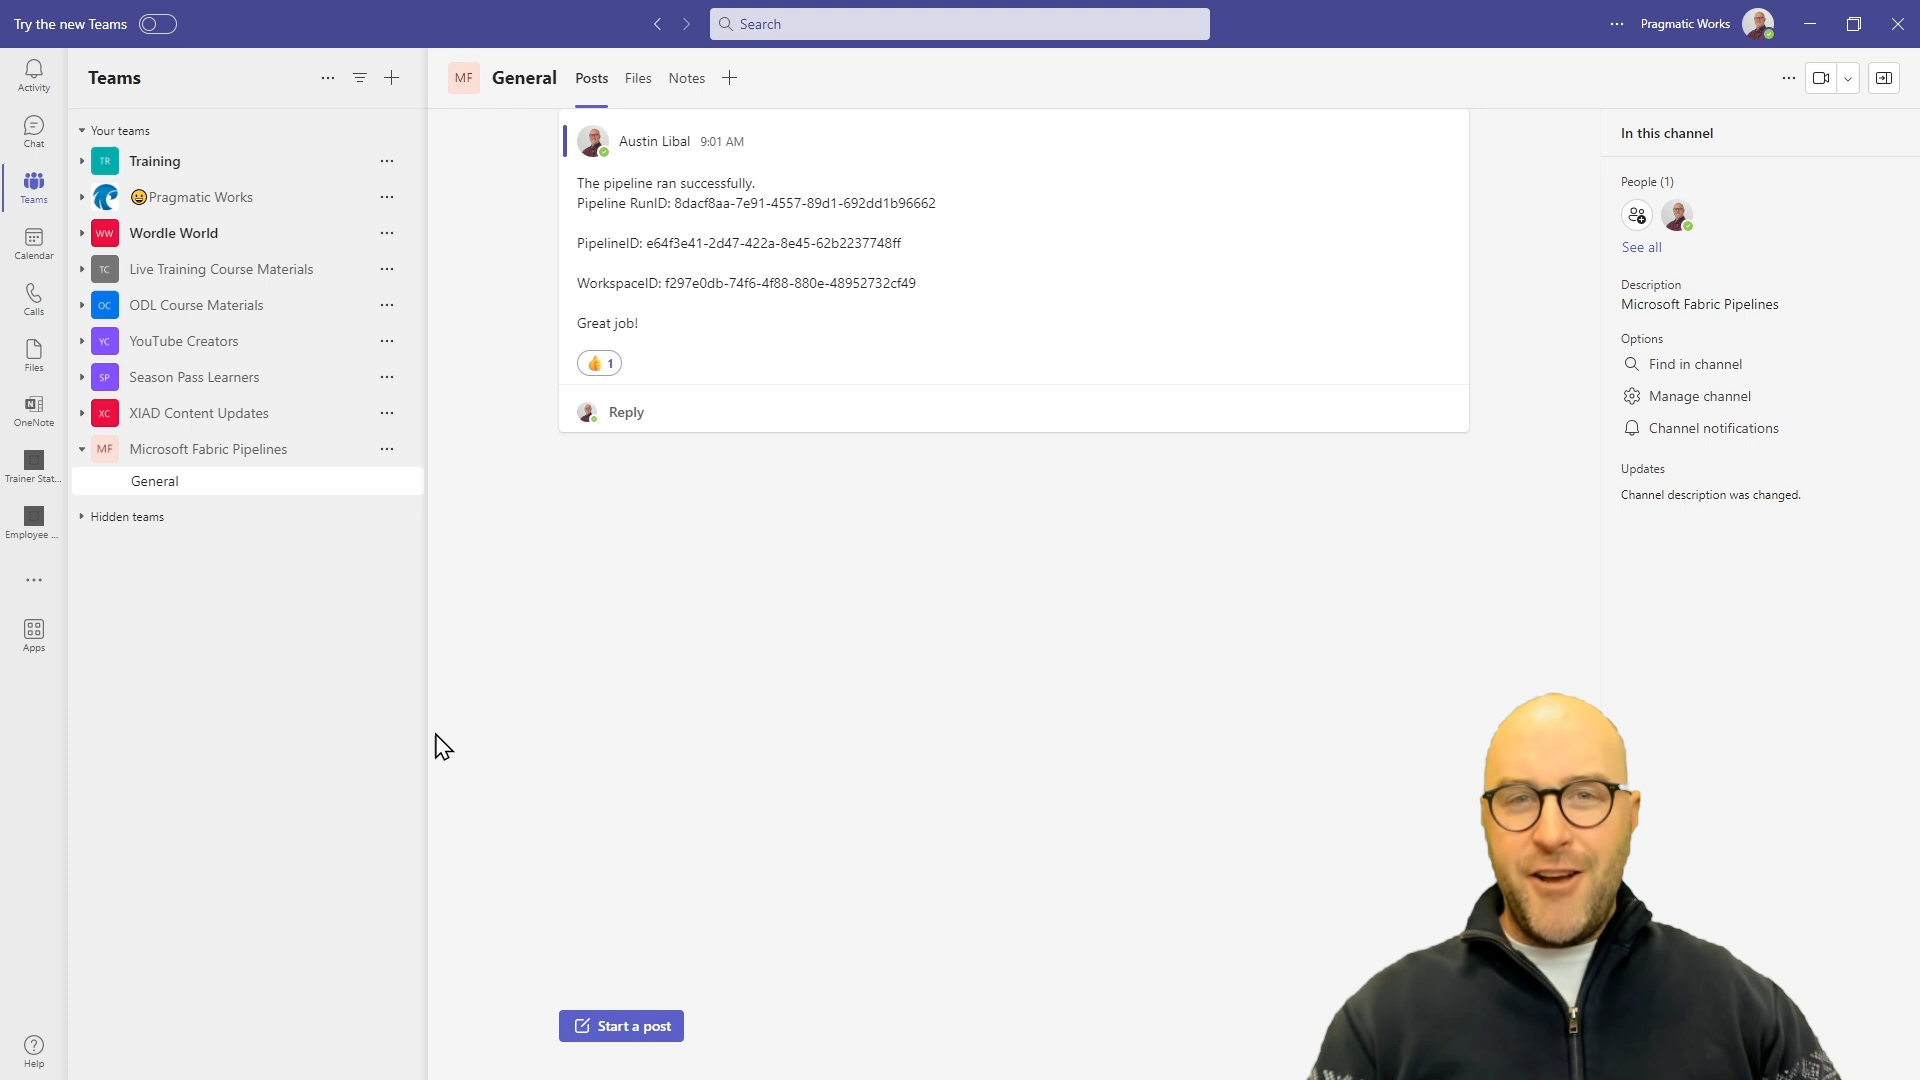 Try the new Teams
Search
Pragmatic Works
Activity
Chat
Teams
Calendar
Calls
Files
OneNote
Trainer Stat...
Employee ...
Apps
Help
Teams
Your teams
TR Training
Pragmatic Works
WW Wordle World
TC Live Training Course Materials
OC ODL Course Materials
YC YouTube Creators
SP Season Pass Learners
XC XIAD Content Updates
MF Microsoft Fabric Pipelines
General
Hidden teams
MF General Posts Files Notes
Austin Libal 9:01 AM
The pipeline ran successfully.
Pipeline RunID: 8dacf8aa-7e91-4557-89d1-692dd1b96662
PipelineID: e64f3e41-2d47-422a-8e45-62b2237748ff
WorkspaceID: f297e0db-74f6-4f88-880e-48952732cf49
Great job!
1
Reply
Start a post
In this channel
People (1)
See all
Description
Microsoft Fabric Pipelines
Options
Find in channel
Manage channel
Channel notifications
Updates
Channel description was changed.